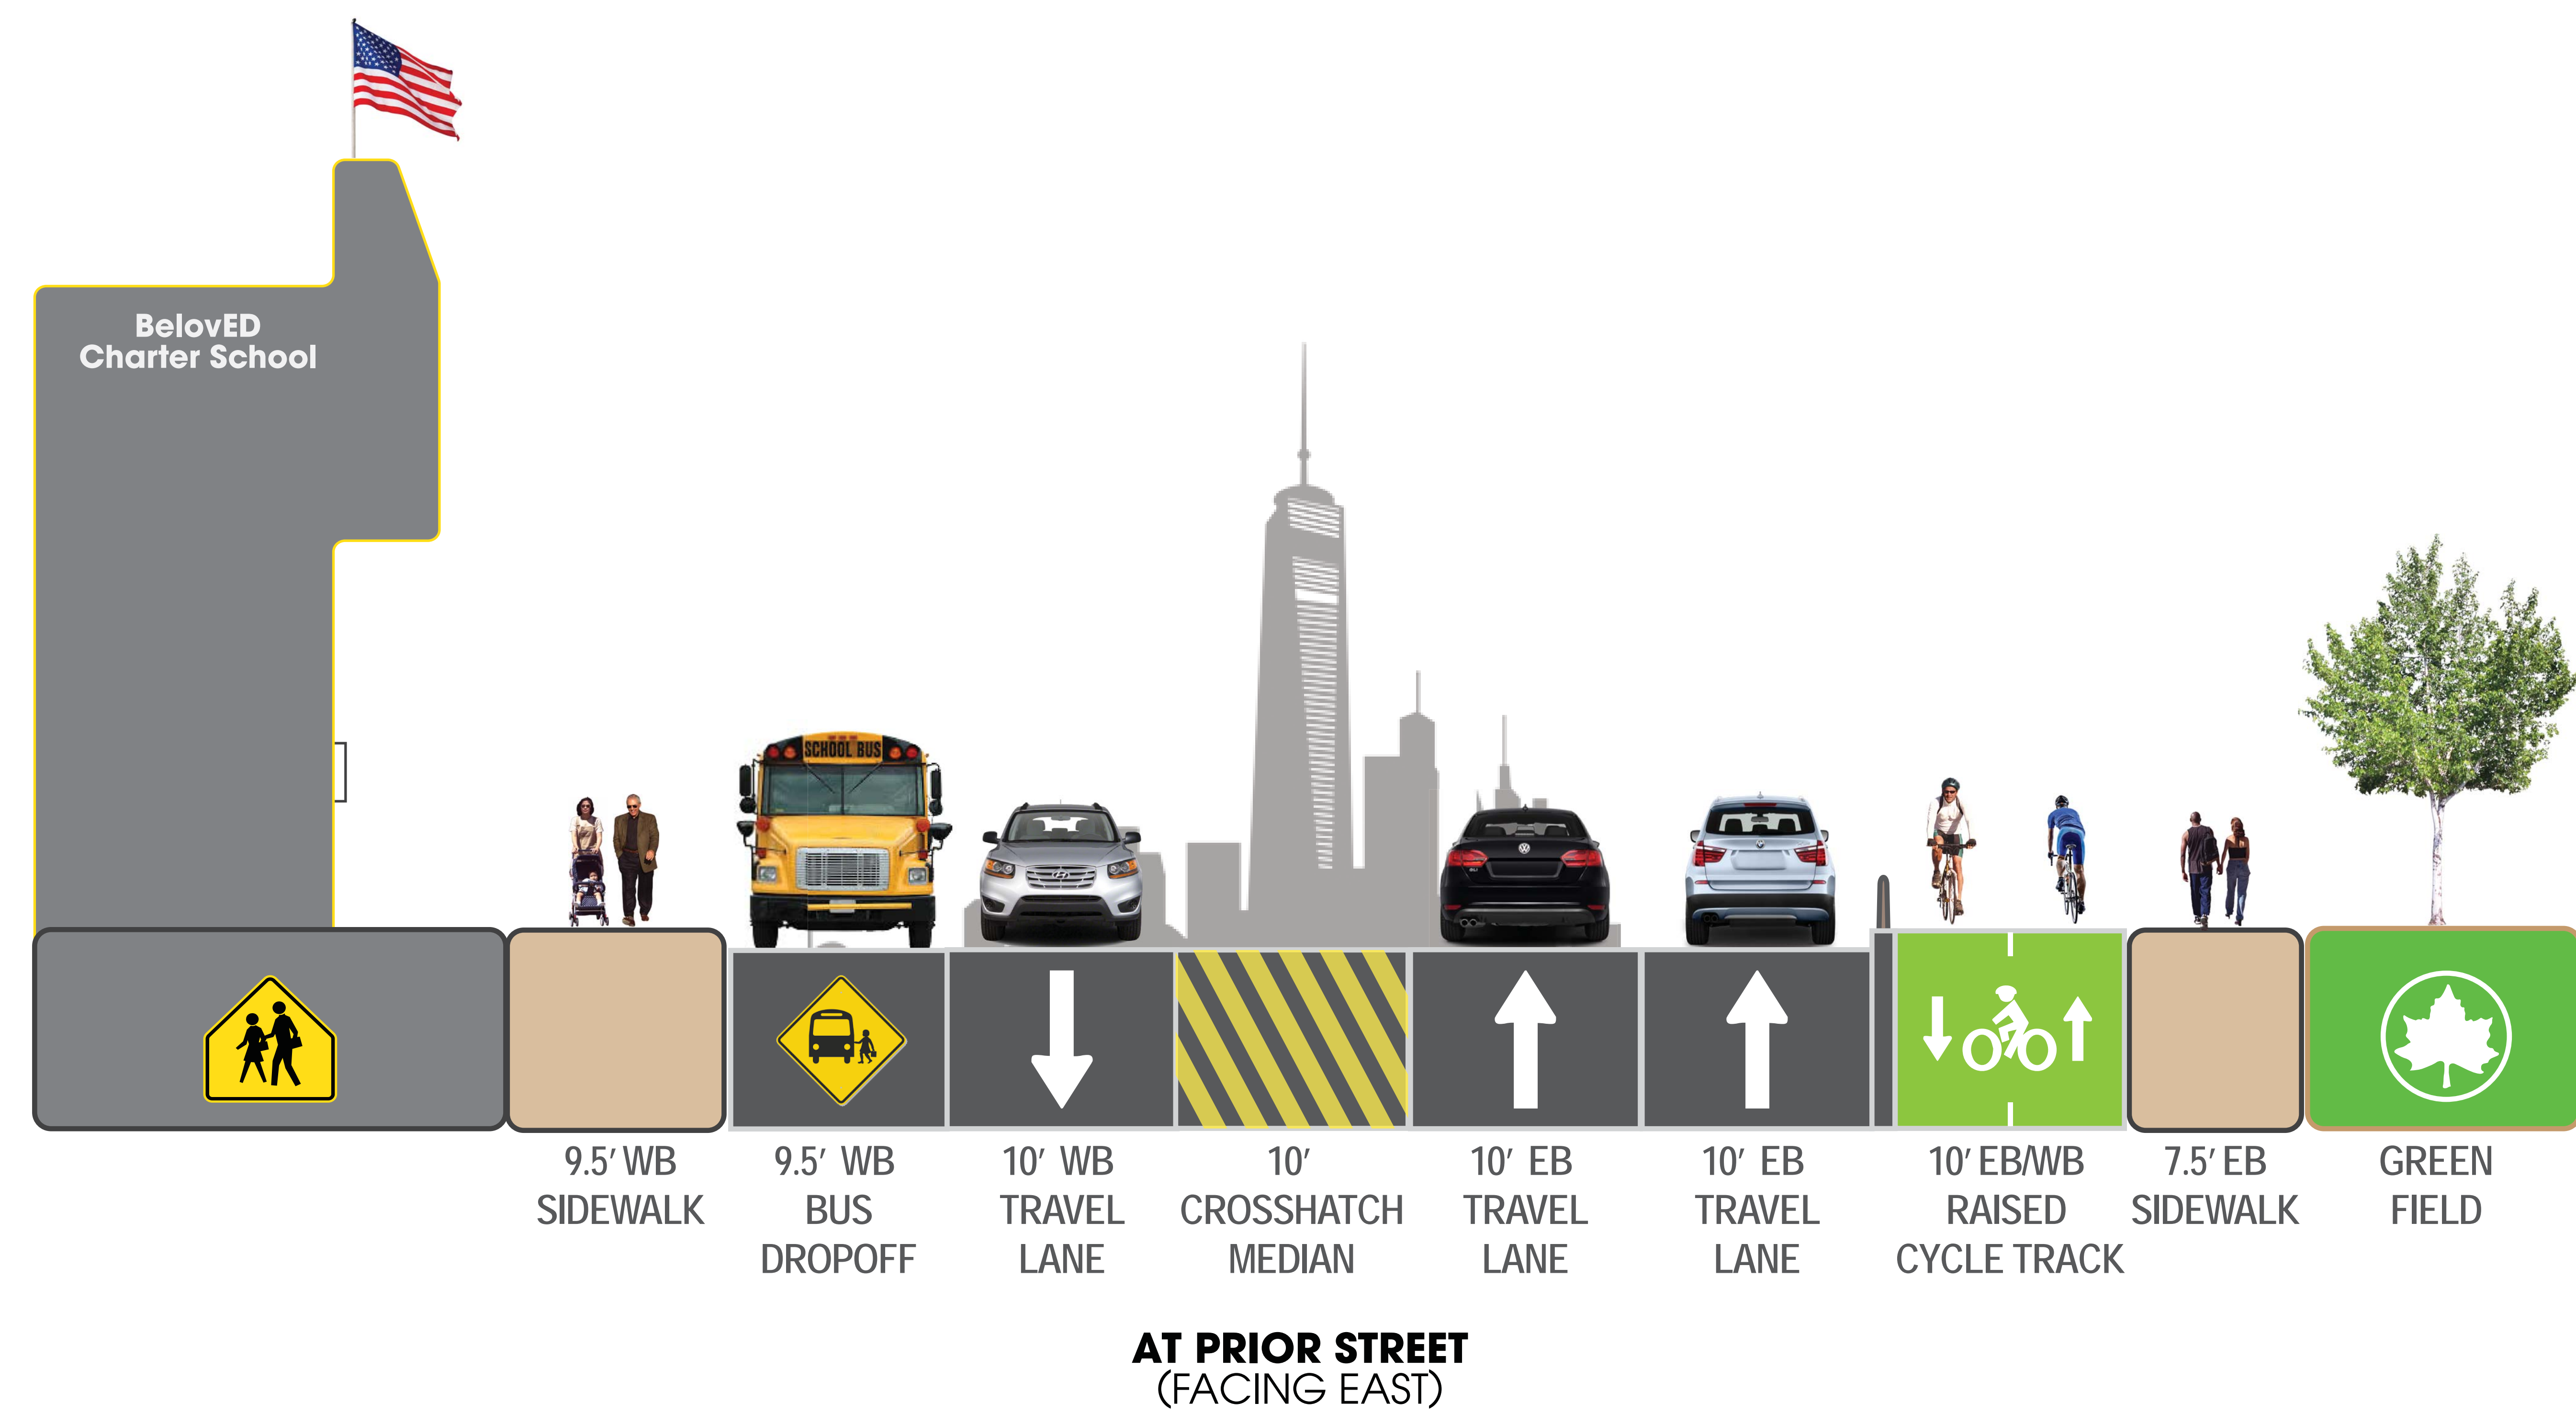 BelovED
Charter School
SCHOOL BUS
9.5' WB
SIDEWALK
9.5' WB
BUS
DROPOFF
10' WB
TRAVEL
LANE
10'
CROSSHATCH
MEDIAN
10' EB
TRAVEL
LANE
10' EB
TRAVEL
LANE
10' EB/WB
RAISED
CYCLE TRACK
7.5' EB
SIDEWALK
GREEN
FIELD
AT PRIOR STREET
(FACING EAST)